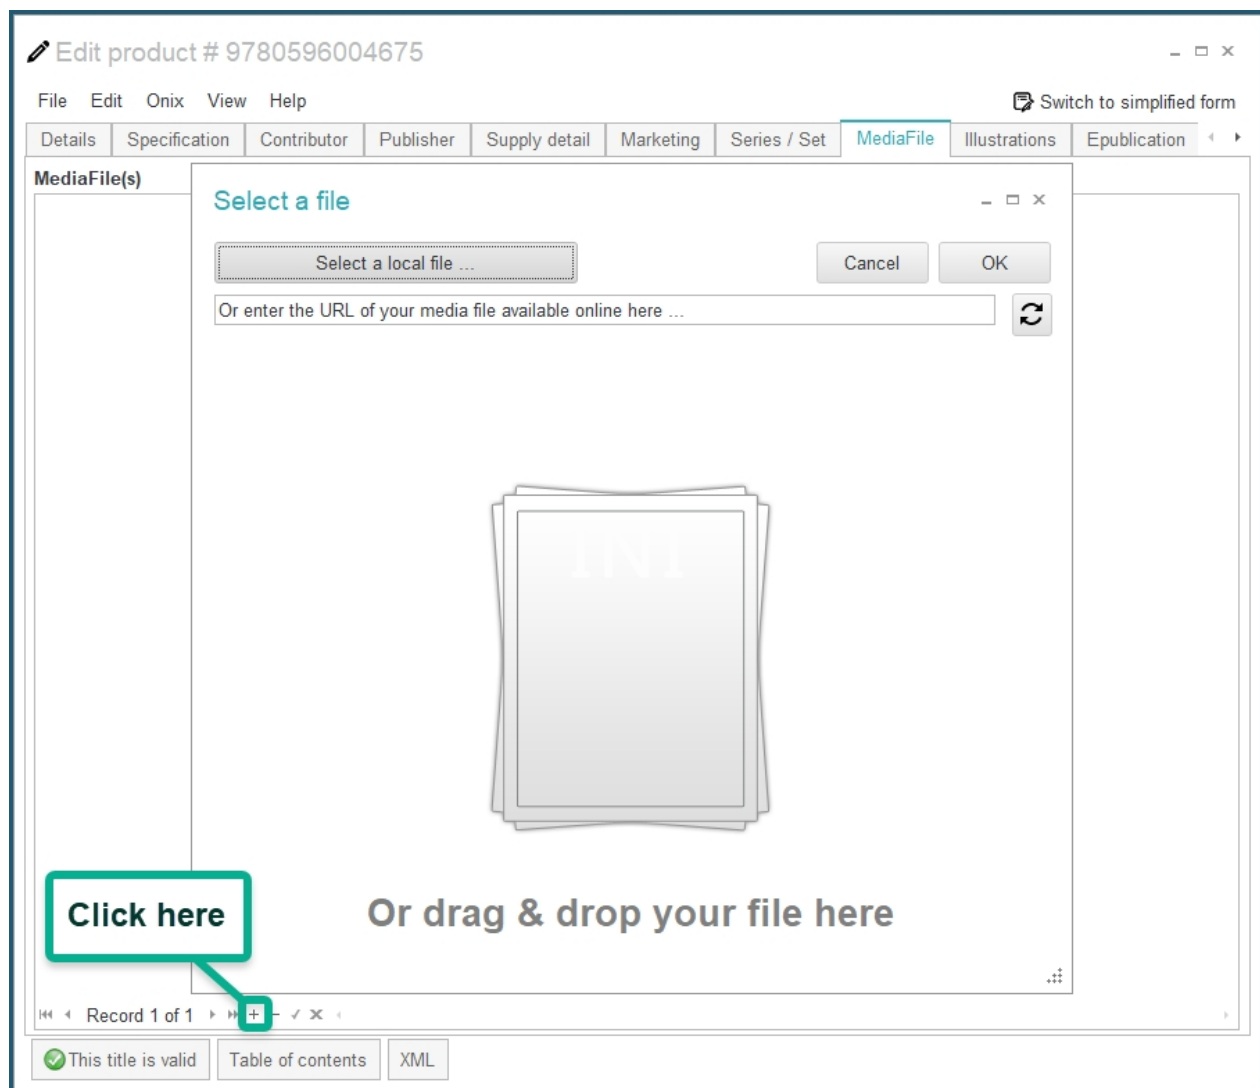 Edit product # 9780596004675
File Edit Onix View Help Switch to simplified form
Details Specification Contributor Publisher Supply detail Marketing Series / Set MediaFile Illustrations Epublication
MediaFile(s)
Select a file
Select a local file ... Cancel OK
Or enter the URL of your media file available online here ...
INI
Click here
Or drag & drop your file here
Record 1 of 1
This title is valid Table of contents XML